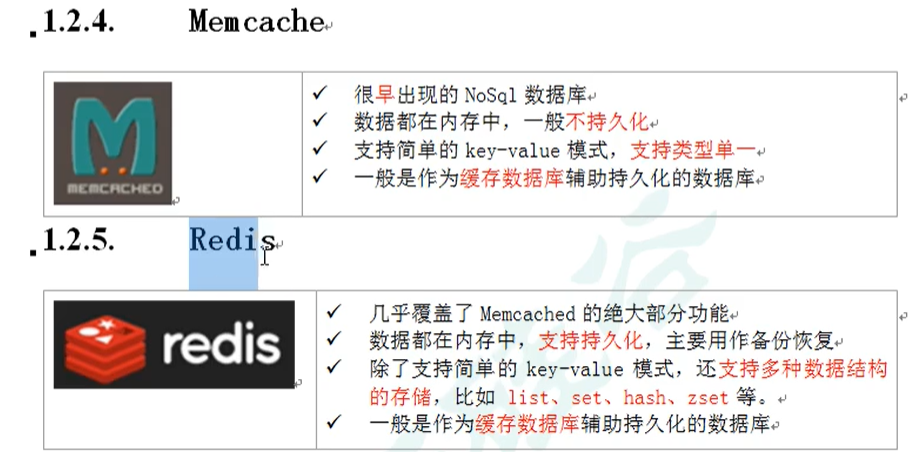 1.2.4. Memcache
MEMCACHED
很早出现的 NoSql 数据库
数据都在内存中，一般不持久化
支持简单的 key-value 模式，支持类型单一
一般是作为缓存数据库辅助持久化的数据库
1.2.5. Redis
redis
几乎覆盖了 Memcached 的绝大部分功能
数据都在内存中，支持持久化，主要用作备份恢复
除了支持简单的 key-value 模式，还支持多种数据结构
的存储，比如 list、set、hash、zset 等。
一般是作为缓存数据库辅助持久化的数据库